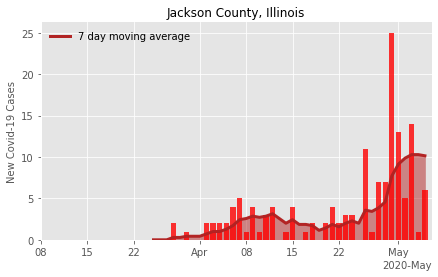 Jackson County, Illinois
7 day moving average
New Covid-19 Cases
25
20
15
10
5
0
08
15
22
Apr
08
15
22
May
2020-May